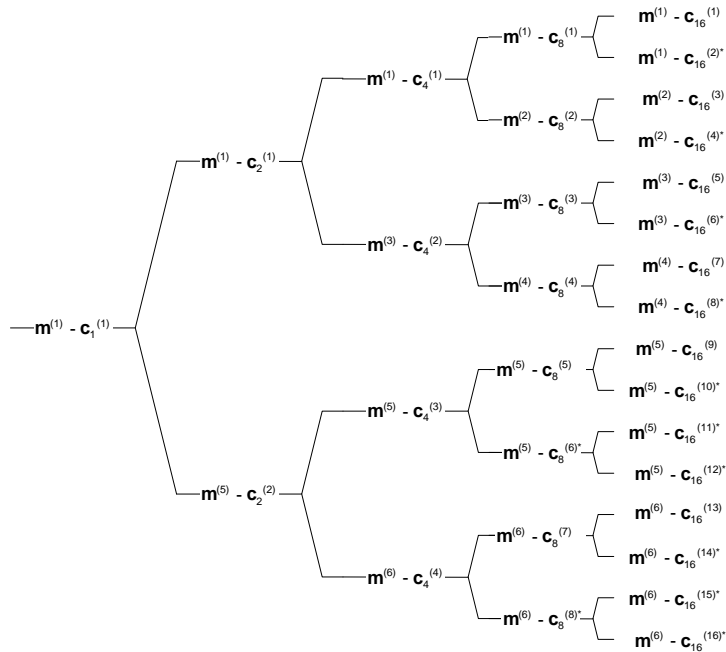 m⁽¹⁾ - c₁₆⁽¹⁾
m⁽¹⁾ - c₈⁽¹⁾
m⁽¹⁾ - c₁₆⁽²⁾*
m⁽¹⁾ - c₄⁽¹⁾
m⁽²⁾ - c₁₆⁽³⁾
m⁽²⁾ - c₈⁽²⁾
m⁽²⁾ - c₁₆⁽⁴⁾*
m⁽¹⁾ - c₂⁽¹⁾
m⁽³⁾ - c₁₆⁽⁵⁾
m⁽³⁾ - c₈⁽³⁾
m⁽³⁾ - c₁₆⁽⁶⁾*
m⁽³⁾ - c₄⁽²⁾
m⁽⁴⁾ - c₁₆⁽⁷⁾
m⁽⁴⁾ - c₈⁽⁴⁾
m⁽⁴⁾ - c₁₆⁽⁸⁾*
m⁽¹⁾ - c₁⁽¹⁾
m⁽⁵⁾ - c₁₆⁽⁹⁾
m⁽⁵⁾ - c₈⁽⁵⁾
m⁽⁵⁾ - c₁₆⁽¹⁰⁾*
m⁽⁵⁾ - c₄⁽³⁾
m⁽⁵⁾ - c₁₆⁽¹¹⁾*
m⁽⁵⁾ - c₈⁽⁶⁾*
m⁽⁵⁾ - c₁₆⁽¹²⁾*
m⁽⁵⁾ - c₂⁽²⁾
m⁽⁶⁾ - c₁₆⁽¹³⁾
m⁽⁶⁾ - c₈⁽⁷⁾
m⁽⁶⁾ - c₁₆⁽¹⁴⁾*
m⁽⁶⁾ - c₄⁽⁴⁾
m⁽⁶⁾ - c₁₆⁽¹⁵⁾*
m⁽⁶⁾ - c₈⁽⁸⁾*
m⁽⁶⁾ - c₁₆⁽¹⁶⁾*